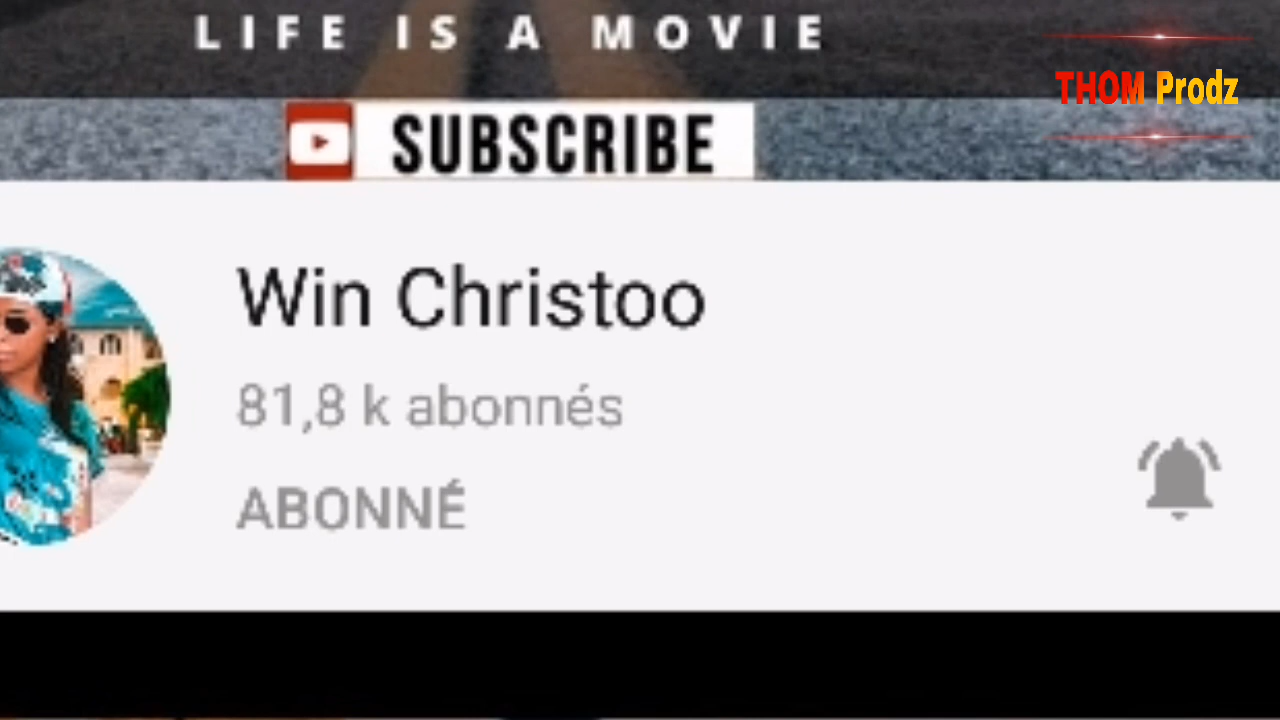 LIFE IS A MOVIE
THOM Prodz
SUBSCRIBE
Win Christoo
81,8 k abonnés
ABONNÉ